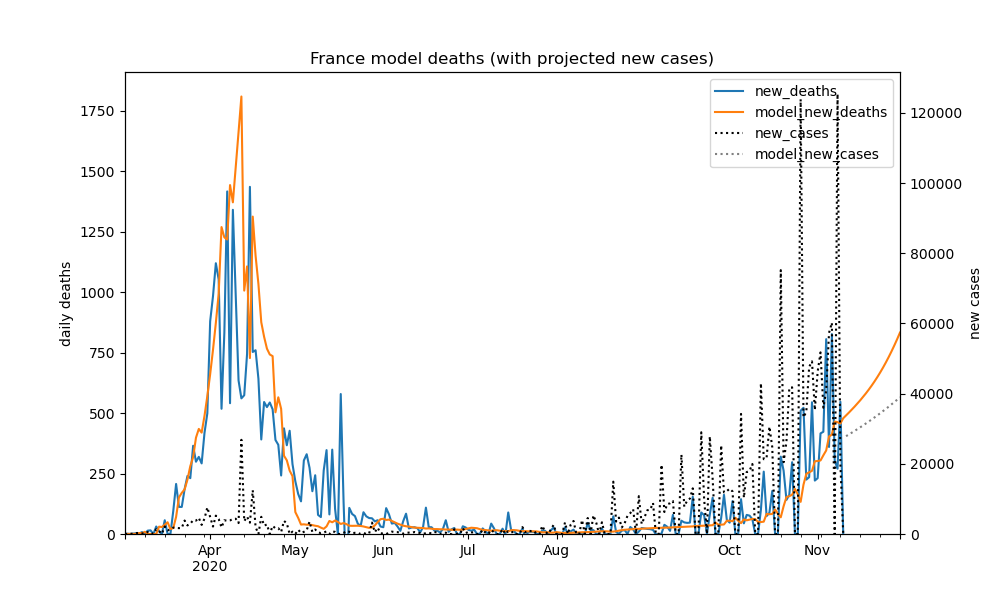 France model deaths (with projected new cases)
new_deaths
model_new_deaths
new_cases
model_new_cases
daily deaths
1750
1500
1250
1000
750
500
250
0
new cases
120000
100000
80000
60000
40000
20000
0
Apr
2020
May
Jun
Jul
Aug
Sep
Oct
Nov